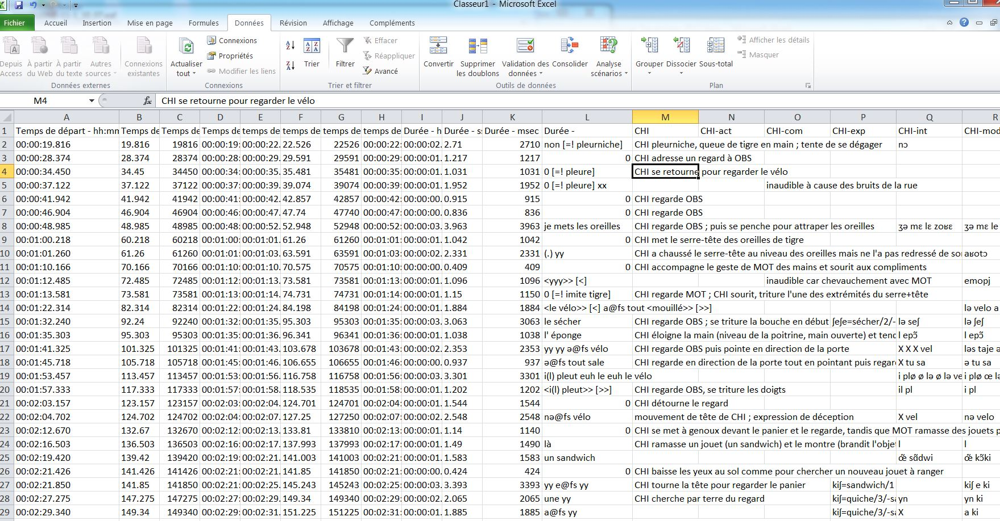 Classeur1 - Microsoft Excel
Fichier Accueil Insertion Mise en page Formules Données Révision Affichage Compléments
Depuis Access
À partir du Web
À partir du texte
Autres sources
Connexions existantes
Données externes
Actualiser tout
Connexions
Propriétés
Modifier les liens
Connexions
Trier
Filtrer
Effacer
Réappliquer
Avancé
Trier et filtrer
Convertir
Supprimer les doublons
Validation des données
Consolider
Analyse scénarios
Outils de données
Grouper
Dissocier
Sous-total
Afficher les détails
Masquer
Plan
M4 fx CHI se retourne pour regarder le vélo
A B C D E F G H I J K L M N O P Q R
1 Temps de départ - hh:mn Temps de Temps de Temps de temps de temps de temps de temps de Durée - h Durée - s Durée - msec Durée - CHI CHI-act CHI-com CHI-exp CHI-int CHI-mod
2 00:00:19.816 19.816 19816 00:00:19: 00:00:22. 22.526 22526 00:00:22: 00:00:02. 2.71 2710 non [=! pleurniche] CHI pleurniche, queue de tigre en main ; tente de se dégager nɔ
3 00:00:28.374 28.374 28374 00:00:28: 00:00:29. 29.591 29591 00:00:29: 00:00:01. 1.217 1217 0 CHI adresse un regard à OBS
4 00:00:34.450 34.45 34450 00:00:34: 00:00:35. 35.481 35481 00:00:35: 00:00:01. 1.031 1031 0 [=! pleure] CHI se retourne pour regarder le vélo
5 00:00:37.122 37.122 37122 00:00:37: 00:00:39. 39.074 39074 00:00:39: 00:00:01. 1.952 1952 0 [=! pleure] xx inaudible à cause des bruits de la rue
6 00:00:41.942 41.942 41942 00:00:41: 00:00:42. 42.857 42857 00:00:42: 00:00:00. 0.915 915 0 CHI regarde OBS
7 00:00:46.904 46.904 46904 00:00:46: 00:00:47. 47.74 47740 00:00:47: 00:00:00. 0.836 836 0 CHI regarde OBS
8 00:00:48.985 48.985 48985 00:00:48: 00:00:52. 52.948 52948 00:00:52: 00:00:03. 3.963 3963 je mets les oreilles CHI regarde OBS ; puis se penche pour attraper les oreilles ʒə mɛ lɛ zoʁɛ ʒə mɛ le
9 00:01:00.218 60.218 60218 00:01:00: 00:01:01. 61.26 61260 00:01:01: 00:00:01. 1.042 1042 0 CHI met le serre-tête des oreilles de tigre
10 00:01:01.260 61.26 61260 00:01:01: 00:01:03. 63.591 63591 00:01:03: 00:00:02. 2.331 2331 (.) yy CHI a chaussé le serre-tête au niveau des oreilles mais ne l'a pas redressé de so aʁotɔ
11 00:01:10.166 70.166 70166 00:01:10: 00:01:10. 70.575 70575 00:01:10: 00:00:00. 0.409 409 0 CHI accompagne le geste de MOT des mains et sourit aux compliments
12 00:01:12.485 72.485 72485 00:01:12: 00:01:13. 73.581 73581 00:01:13: 00:00:01. 1.096 1096 <yyy>> [<] inaudible car chevauchement avec MOT emopj
13 00:01:13.581 73.581 73581 00:01:13: 00:01:14. 74.731 74731 00:01:14: 00:00:01. 1.15 1150 0 [=! imite tigre] CHI regarde MOT ; CHI sourit, triture l'une des extrémités du serre+tête
14 00:01:22.314 82.314 82314 00:01:22: 00:01:24. 84.198 84198 00:01:24: 00:00:01. 1.884 1884 <le vélo>> [<] a@fs tout <mouillé>> [>>] lə velo a
15 00:01:32.240 92.24 92240 00:01:32: 00:01:35. 95.303 95303 00:01:35: 00:00:03. 3.063 3063 le sécher CHI regarde OBS ; se triture la bouche en début ʃeʃe=sécher/2/- lə seʃ lə ʃeʃ
16 00:01:35.303 95.303 95303 00:01:35: 00:01:36. 96.341 96341 00:01:36: 00:00:01. 1.038 1038 l' éponge CHI éloigne la main (niveau de la poitrine, main ouverte) et tend l epɔ̃ l epɔ̃
17 00:01:41.325 101.325 101325 00:01:41: 00:01:43. 103.678 103678 00:01:43: 00:00:02. 2.353 2353 yy yy ə@fs vélo CHI regarde OBS puis pointe en direction de la porte X X X vel ləs taje ə
18 00:01:45.718 105.718 105718 00:01:45: 00:01:46. 106.655 106655 00:01:46: 00:00:00. 0.937 937 ə@fs tout sale CHI regarde en direction de la porte tout en pointant puis regar X tu sa ə tu sa
19 00:01:53.457 113.457 113457 00:01:53: 00:01:56. 116.758 116758 00:01:56: 00:00:03. 3.301 3301 i(l) pleut euh le euh le vélo i plø ø lə ø lə ve i plø œ lə
20 00:01:57.333 117.333 117333 00:01:57: 00:01:58. 118.535 118535 00:01:58: 00:00:01. 1.202 1202 <i(l) pleut>> [>>] CHI regarde OBS, se triture les doigts il pl i pl
21 00:02:03.157 123.157 123157 00:02:03: 00:02:04. 124.701 124701 00:02:04: 00:00:01. 1.544 1544 0 CHI détourne le regard
22 00:02:04.702 124.702 124702 00:02:04: 00:02:07. 127.25 127250 00:02:07: 00:00:02. 2.548 2548 nə@fs vélo mouvement de tête de CHI ; expression de déception X vel nə velo
23 00:02:12.670 132.67 132670 00:02:12: 00:02:13. 133.81 133810 00:02:13: 00:00:01. 1.14 1140 0 CHI se met à genoux devant le panier et le regarde, tandis que MOT ramasse des jouets p
24 00:02:16.503 136.503 136503 00:02:16: 00:02:17. 137.993 137993 00:02:17: 00:00:01. 1.49 1490 là CHI ramasse un jouet (un sandwich) et le montre (brandit l'obje l l
25 00:02:19.420 139.42 139420 00:02:19: 00:02:21. 141.003 141003 00:02:21: 00:00:01. 1.583 1583 un sandwich œ̃ sɑ̃dwi œ̃ kɔ̃ki
26 00:02:21.426 141.426 141426 00:02:21: 00:02:21. 141.85 141850 00:02:21: 00:00:00. 0.424 424 0 CHI baisse les yeux au sol comme pour chercher un nouveau jouet à ranger
27 00:02:21.850 141.85 141850 00:02:21: 00:02:25. 145.243 145243 00:02:25: 00:00:03. 3.393 3393 yy e@fs yy CHI tourne la tête pour regarder le panier kiʃ=sandwich/1 kiʃ e ki
28 00:02:27.275 147.275 147275 00:02:27: 00:02:29. 149.34 149340 00:02:29: 00:00:02. 2.065 2065 une yy CHI cherche par terre du regard kiʃ=quiche/3/-sa yn yn ki
29 00:02:29.340 149.34 149340 00:02:29: 00:02:31. 151.225 151225 00:02:31: 00:00:01. 1.885 1885 a@fs yy kiʃ=quiche/3/-sa X a ki